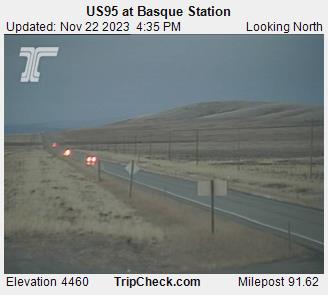 US95 at Basque Station
Updated: Nov 22 2023 4:35 PM Looking North
Elevation 4460 TripCheck.com Milepost 91.62